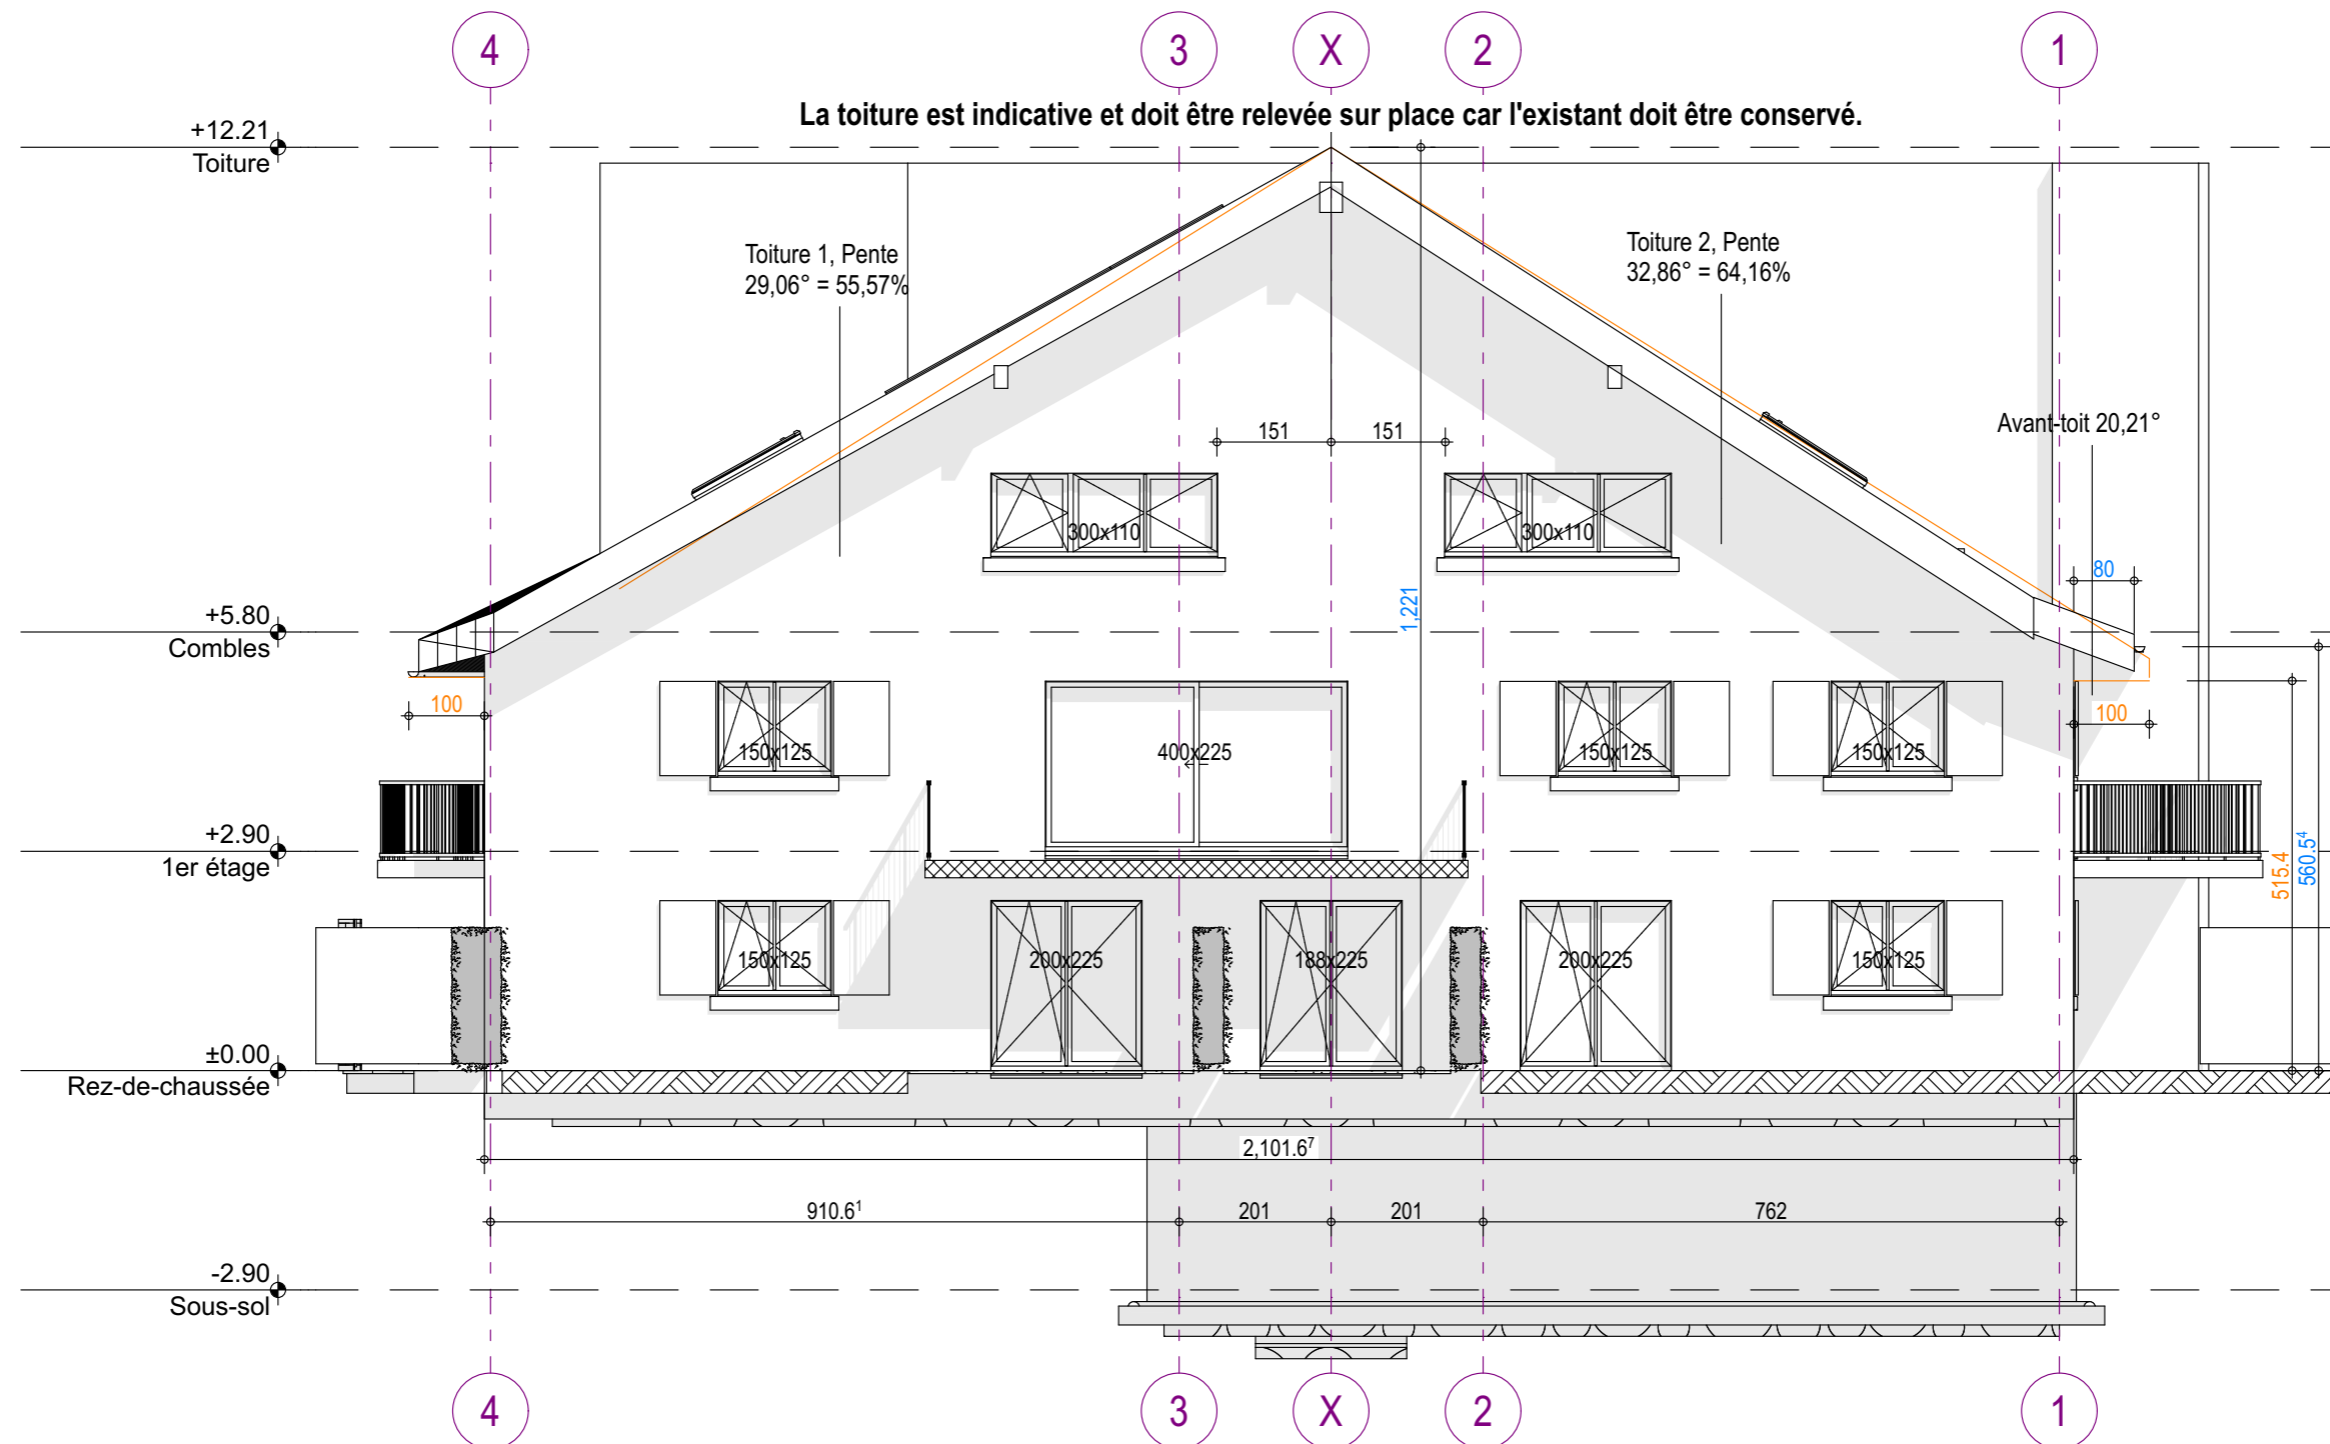 4
3
X
2
1
La toiture est indicative et doit être relevée sur place car l'existant doit être conservé.
+12.21
Toiture
Toiture 1, Pente
29,06° = 55,57%
Toiture 2, Pente
32,86° = 64,16%
Avant-toit 20,21°
151
151
300x110
300x110
80
1,221
+5.80
Combles
100
100
150x125
400x225
150x125
150x125
+2.90
1er étage
515.4
560.5⁴
150x125
200x225
188x225
200x225
150x125
±0.00
Rez-de-chaussée
2,101.6⁷
910.6¹
201
201
762
-2.90
Sous-sol
4
3
X
2
1